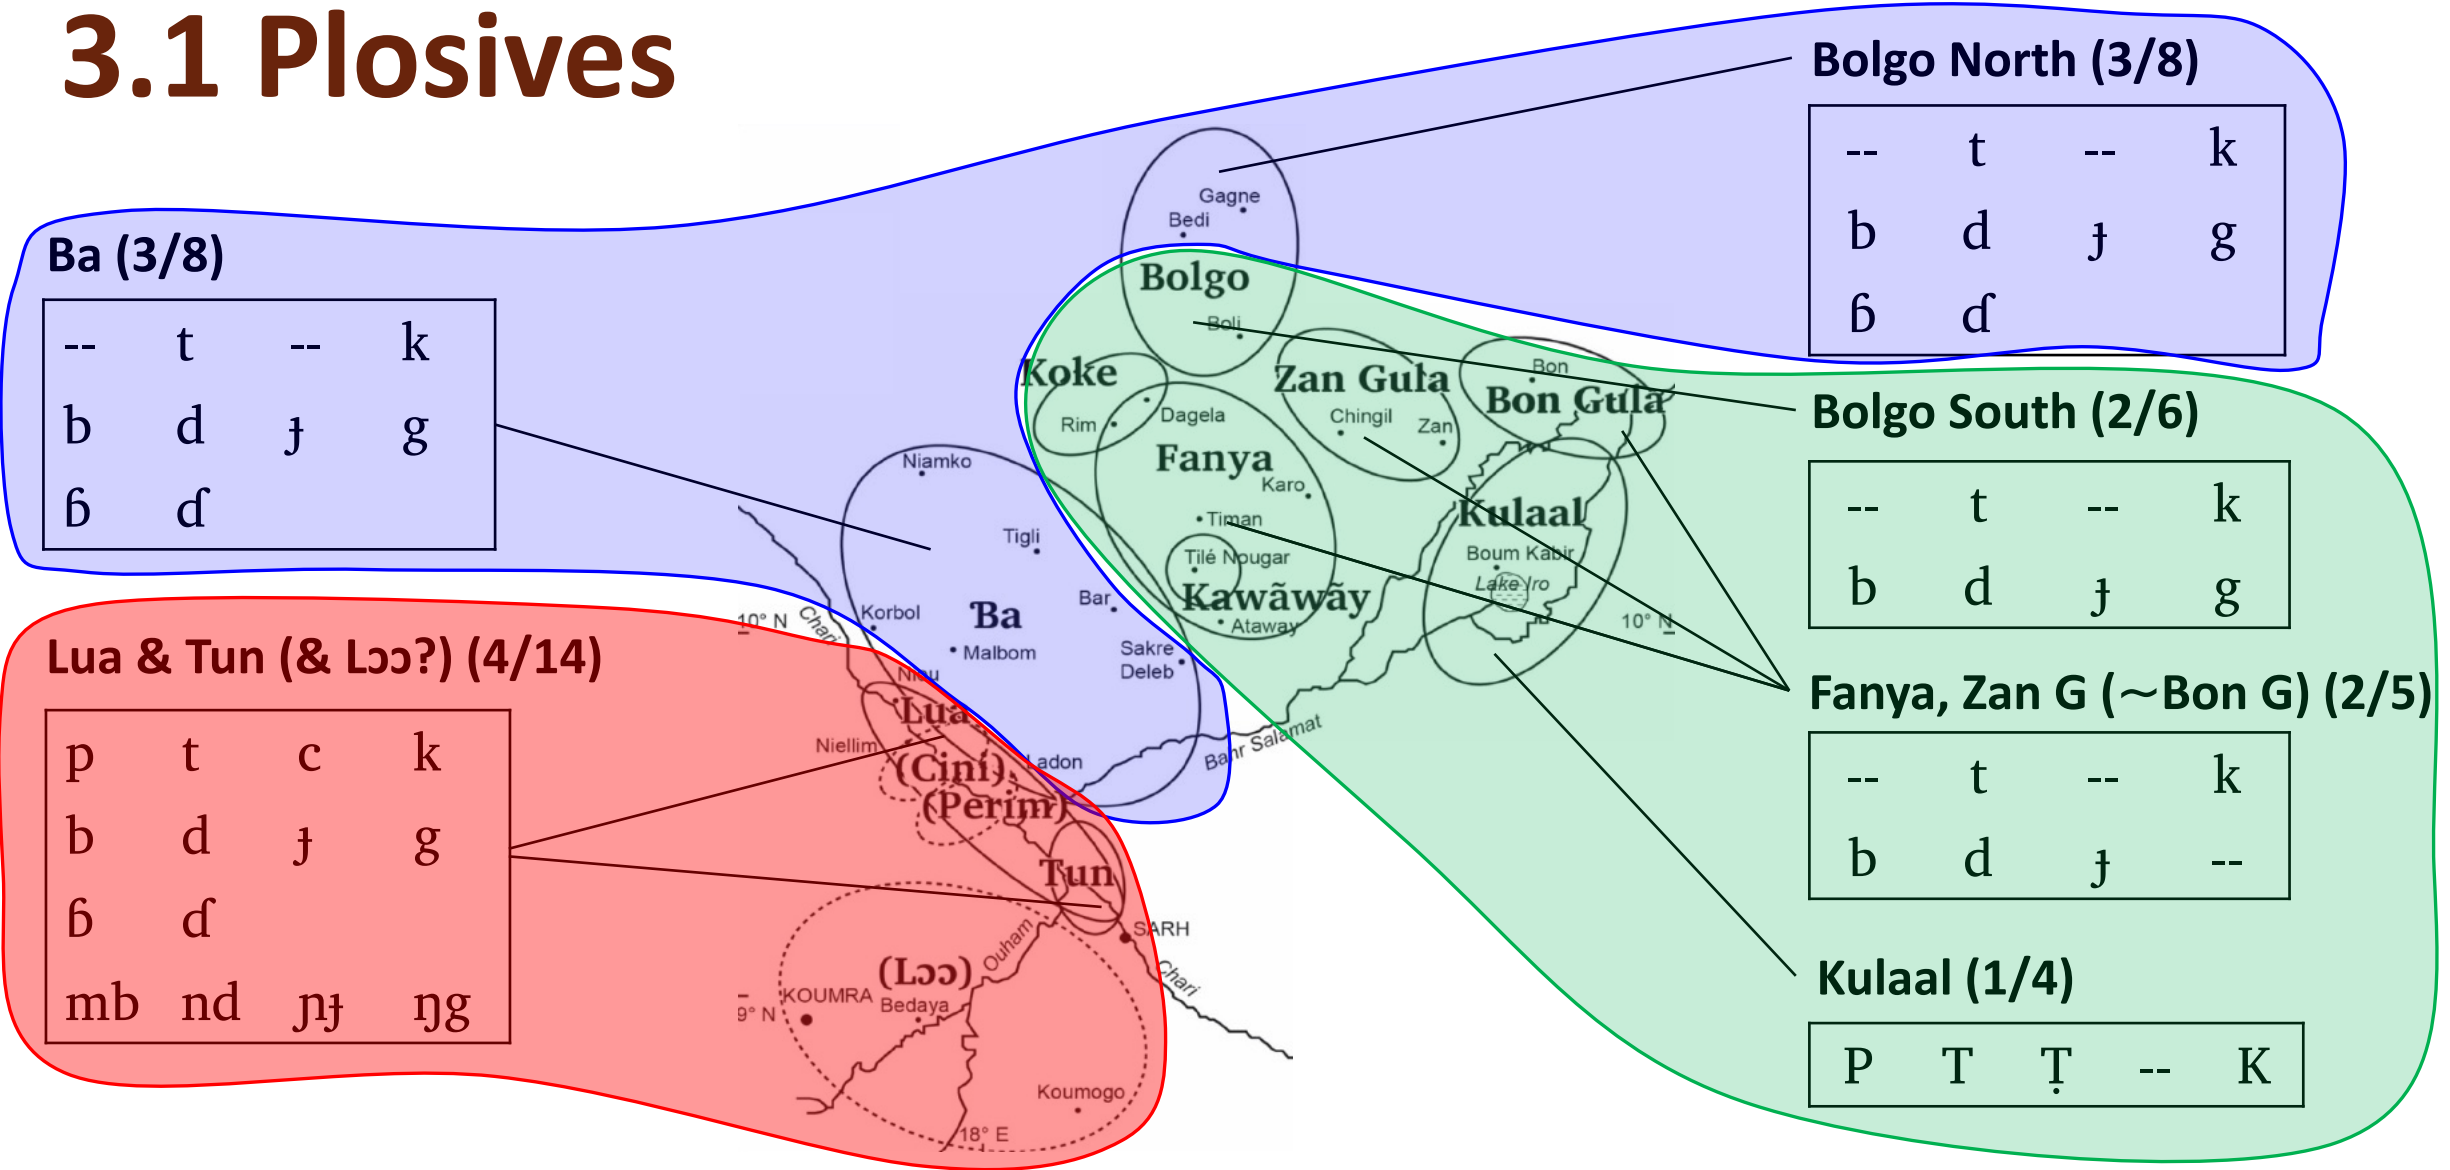 3.1 Plosives
Bolgo North (3/8)
-- t -- k
b d ɟ g
ɓ ɗ
Ba (3/8)
-- t -- k
b d ɟ g
ɓ ɗ
Lua & Tun (& Lɔɔ?) (4/14)
p t c k
b d ɟ g
ɓ ɗ
mb nd ɲɟ ŋg
Bolgo South (2/6)
-- t -- k
b d ɟ g
Fanya, Zan G (~Bon G) (2/5)
-- t -- k
b d ɟ --
Kulaal (1/4)
P T Ṭ -- K
Gagne
Bedi
Bolgo
Boli
Koke
Rim
Dagela
Zan Gula
Chingil
Zan
Bon
Bon Gula
Fanya
Karo
Timan
Tilé Nougar
Kawãwãy
Ataway
Kulaal
Boum Kabir
Lake Iro
10° N
Niamko
Tigli
Bar
Ɓa
Korbol
Malbom
Sakre
Deleb
10° N
Chari
Niou
Lua
Niellim
(Cini)
Ladon
(Perim)
Bahr Salamat
Tun
SARH
Chari
Ouham
(Lɔɔ)
KOUMRA
Bedaya
9° N
Koumogo
18° E